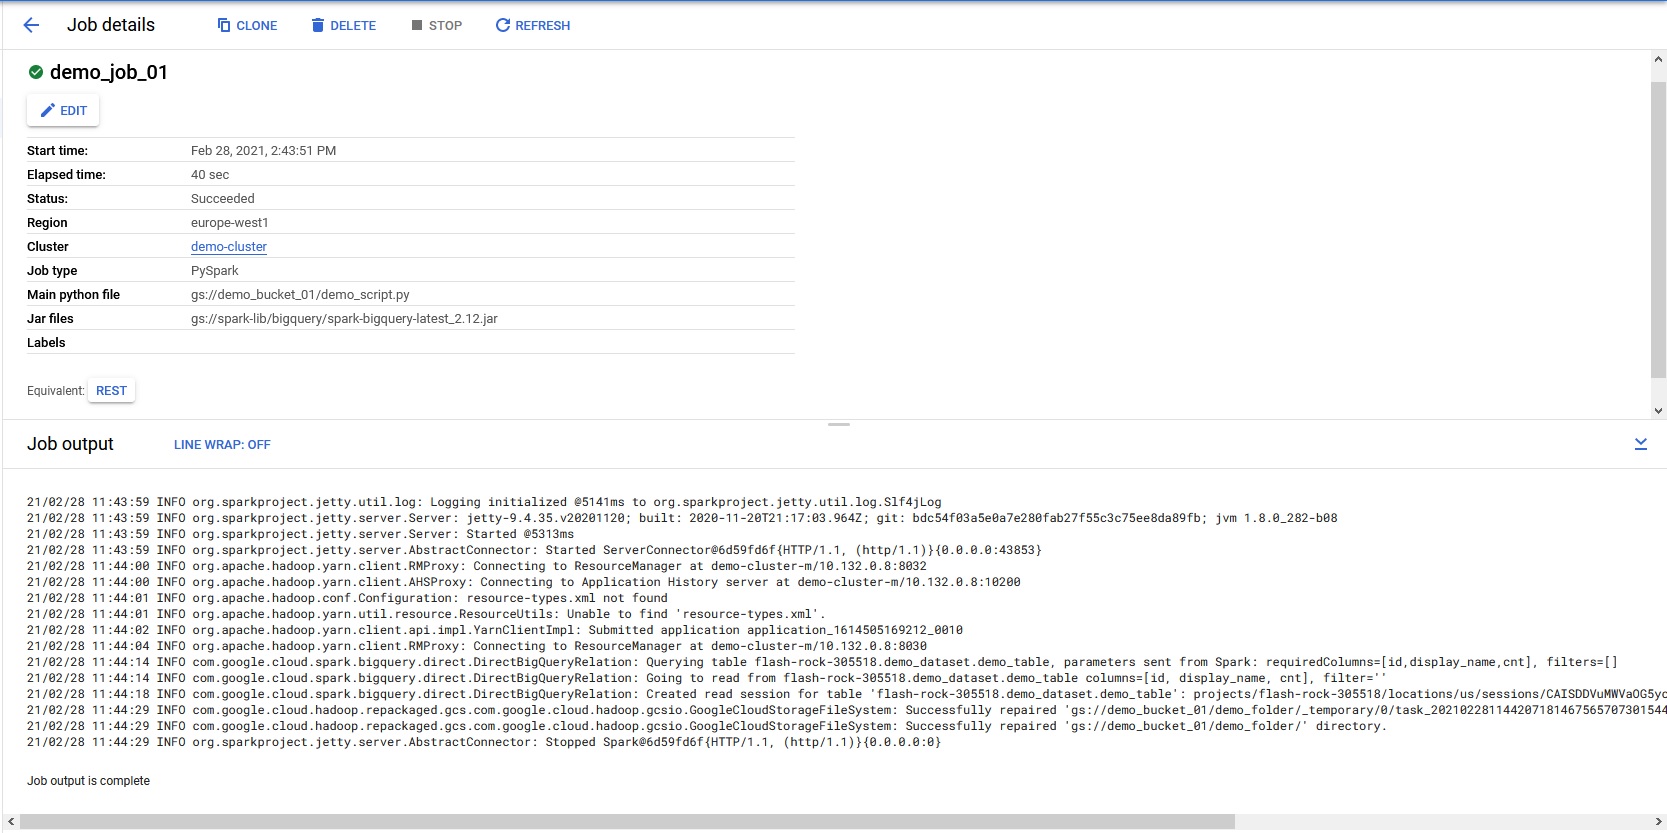 Job details CLONE DELETE STOP REFRESH
demo_job_01
EDIT
Start time: Feb 28, 2021, 2:43:51 PM
Elapsed time: 40 sec
Status: Succeeded
Region europe-west1
Cluster demo-cluster
Job type PySpark
Main python file gs://demo_bucket_01/demo_script.py
Jar files gs://spark-lib/bigquery/spark-bigquery-latest_2.12.jar
Labels
Equivalent: REST
Job output LINE WRAP: OFF
21/02/28 11:43:59 INFO org.sparkproject.jetty.util.log: Logging initialized @5141ms to org.sparkproject.jetty.util.log.Slf4jLog
21/02/28 11:43:59 INFO org.sparkproject.jetty.server.Server: jetty-9.4.35.v20201120; built: 2020-11-20T21:17:03.964Z; git: bdc54f03a5e0a7e280fab27f55c3c75ee8da89fb; jvm 1.8.0_282-b08
21/02/28 11:43:59 INFO org.sparkproject.jetty.server.Server: Started @5313ms
21/02/28 11:43:59 INFO org.sparkproject.jetty.server.AbstractConnector: Started ServerConnector@6d59fd6f{HTTP/1.1, (http/1.1)}{0.0.0.0:43853}
21/02/28 11:44:00 INFO org.apache.hadoop.yarn.client.RMProxy: Connecting to ResourceManager at demo-cluster-m/10.132.0.8:8032
21/02/28 11:44:00 INFO org.apache.hadoop.yarn.client.AHSProxy: Connecting to Application History server at demo-cluster-m/10.132.0.8:10200
21/02/28 11:44:01 INFO org.apache.hadoop.conf.Configuration: resource-types.xml not found
21/02/28 11:44:01 INFO org.apache.hadoop.yarn.util.resource.ResourceUtils: Unable to find 'resource-types.xml'.
21/02/28 11:44:02 INFO org.apache.hadoop.yarn.client.api.impl.YarnClientImpl: Submitted application application_1614505169212_0010
21/02/28 11:44:04 INFO org.apache.hadoop.yarn.client.RMProxy: Connecting to ResourceManager at demo-cluster-m/10.132.0.8:8030
21/02/28 11:44:14 INFO com.google.cloud.spark.bigquery.direct.DirectBigQueryRelation: Querying table flash-rock-305518.demo_dataset.demo_table, parameters sent from Spark: requiredColumns=[id,display_name,cnt], filters=[]
21/02/28 11:44:14 INFO com.google.cloud.spark.bigquery.direct.DirectBigQueryRelation: Going to read from flash-rock-305518.demo_dataset.demo_table columns=[id, display_name, cnt], filter=''
21/02/28 11:44:18 INFO com.google.cloud.spark.bigquery.direct.DirectBigQueryRelation: Created read session for table 'flash-rock-305518.demo_dataset.demo_table': projects/flash-rock-305518/locations/us/sessions/CAISDDVuMWVaOG5yc
21/02/28 11:44:29 INFO com.google.cloud.hadoop.repackaged.gcs.com.google.cloud.hadoop.gcsio.GoogleCloudStorageFileSystem: Successfully repaired 'gs://demo_bucket_01/demo_folder/_temporary/0/task_202102281144207181467565707301544
21/02/28 11:44:29 INFO com.google.cloud.hadoop.repackaged.gcs.com.google.cloud.hadoop.gcsio.GoogleCloudStorageFileSystem: Successfully repaired 'gs://demo_bucket_01/demo_folder/' directory.
21/02/28 11:44:29 INFO org.sparkproject.jetty.server.AbstractConnector: Stopped Spark@6d59fd6f{HTTP/1.1, (http/1.1)}{0.0.0.0:0}
Job output is complete